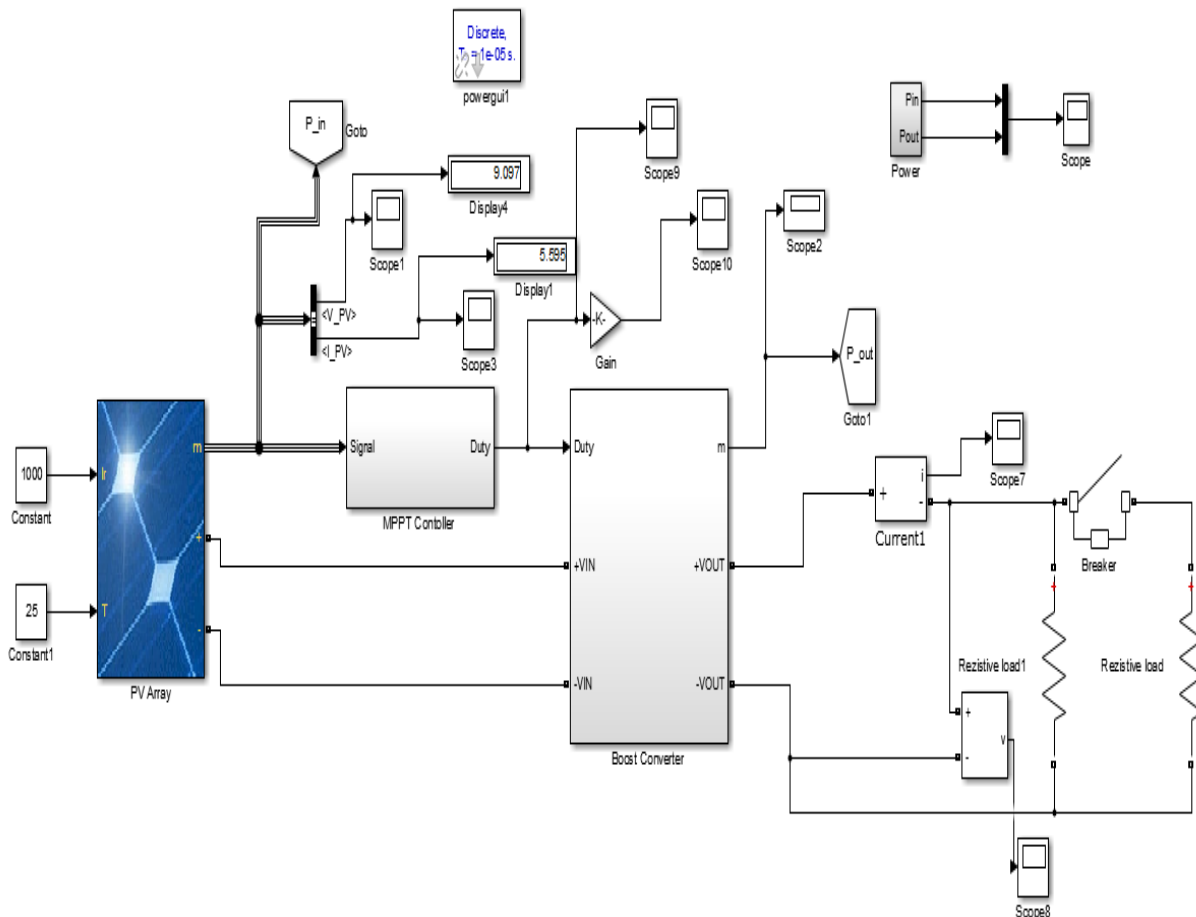 Discrete,
T = 1e-05 s.
powergui1
P_in
Goto
9.097
Display4
Scope1
Scope9
Scope10
Scope2
Pin
Pout
Power
Scope
5.595
Display1
<V_PV>
<I_PV>
Scope3
-K-
Gain
P_out
Goto1
1000
Constant
25
Constant1
Ir
T
m
+
-
PV Array
Signal
Duty
MPPT Contoller
Duty
m
+VIN
+VOUT
-VIN
-VOUT
Boost Converter
+
i
-
Current1
Scope7
Breaker
+
+
Rezistive load1
Rezistive load
+
v
-
Scope8